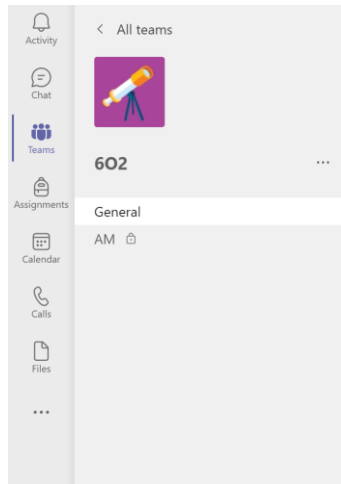 Activity
Chat
Teams
Assignments
Calendar
Calls
Files
...
< All teams
6O2
...
General
AM